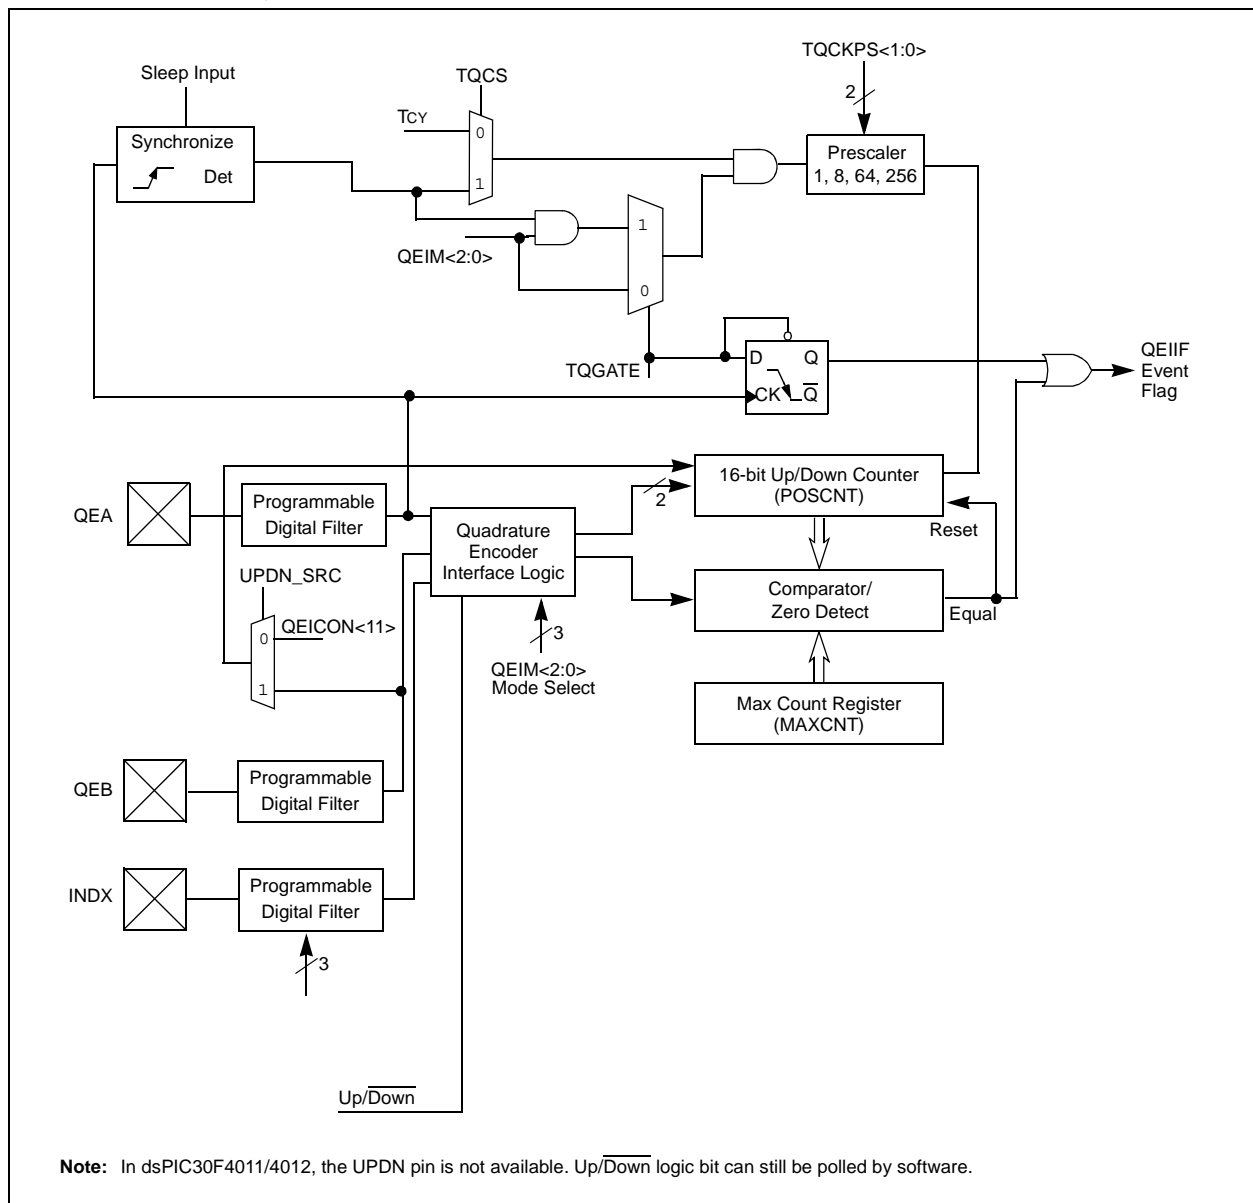 TQCKPS<1:0>
Sleep Input
TQCS
2
TCY
0
Synchronize
Det
1
Prescaler
1, 8, 64, 256
1
QEIM<2:0>
0
D Q
TQGATE
CK Q
QEIIF
Event
Flag
QEA
Programmable
Digital Filter
16-bit Up/Down Counter
(POSCNT)
2
Quadrature
Encoder
Interface Logic
Reset
UPDN_SRC
0
QEICON<11>
1
Comparator/
Zero Detect
Equal
3
QEIM<2:0>
Mode Select
Max Count Register
(MAXCNT)
QEB
Programmable
Digital Filter
INDX
Programmable
Digital Filter
3
Up/Down
Note: In dsPIC30F4011/4012, the UPDN pin is not available. Up/Down logic bit can still be polled by software.